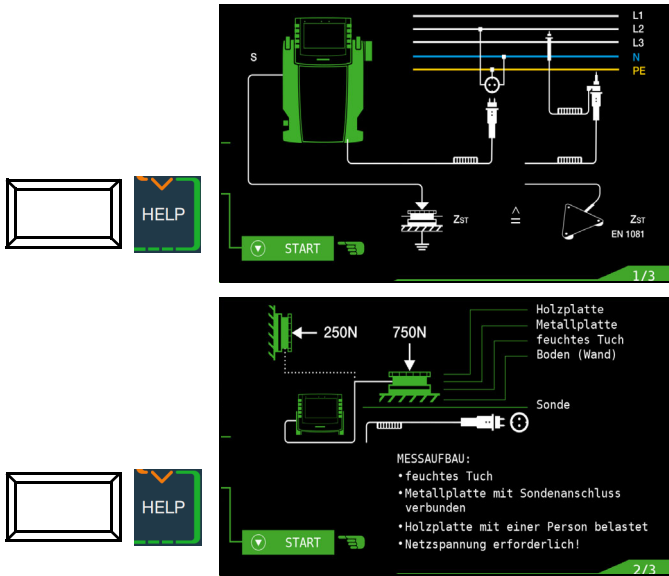 L1
L2
L3
N
PE
S
HELP
ZST
^
=
ZST
EN 1081
START
1/3
250N
750N
Holzplatte
Metallplatte
feuchtes Tuch
Boden (Wand)
Sonde
MESSAUFBAU:
•feuchtes Tuch
•Metallplatte mit Sondenanschluss
verbunden
•Holzplatte mit einer Person belastet
•Netzspannung erforderlich!
HELP
START
2/3